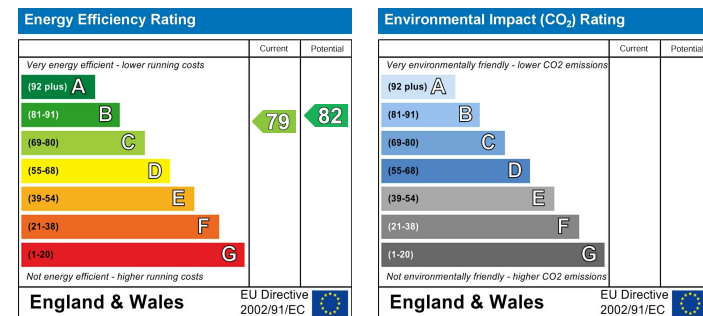 Energy Efficiency Rating
Current Potential
Very energy efficient - lower running costs
(92 plus) A
(81-91) B
(69-80) C
(55-68) D
(39-54) E
(21-38) F
(1-20) G
79
82
Not energy efficient - higher running costs
England & Wales
EU Directive
2002/91/EC
Environmental Impact (CO2) Rating
Current Potential
Very environmentally friendly - lower CO2 emissions
(92 plus) A
(81-91) B
(69-80) C
(55-68) D
(39-54) E
(21-38) F
(1-20) G
Not environmentally friendly - higher CO2 emissions
England & Wales
EU Directive
2002/91/EC